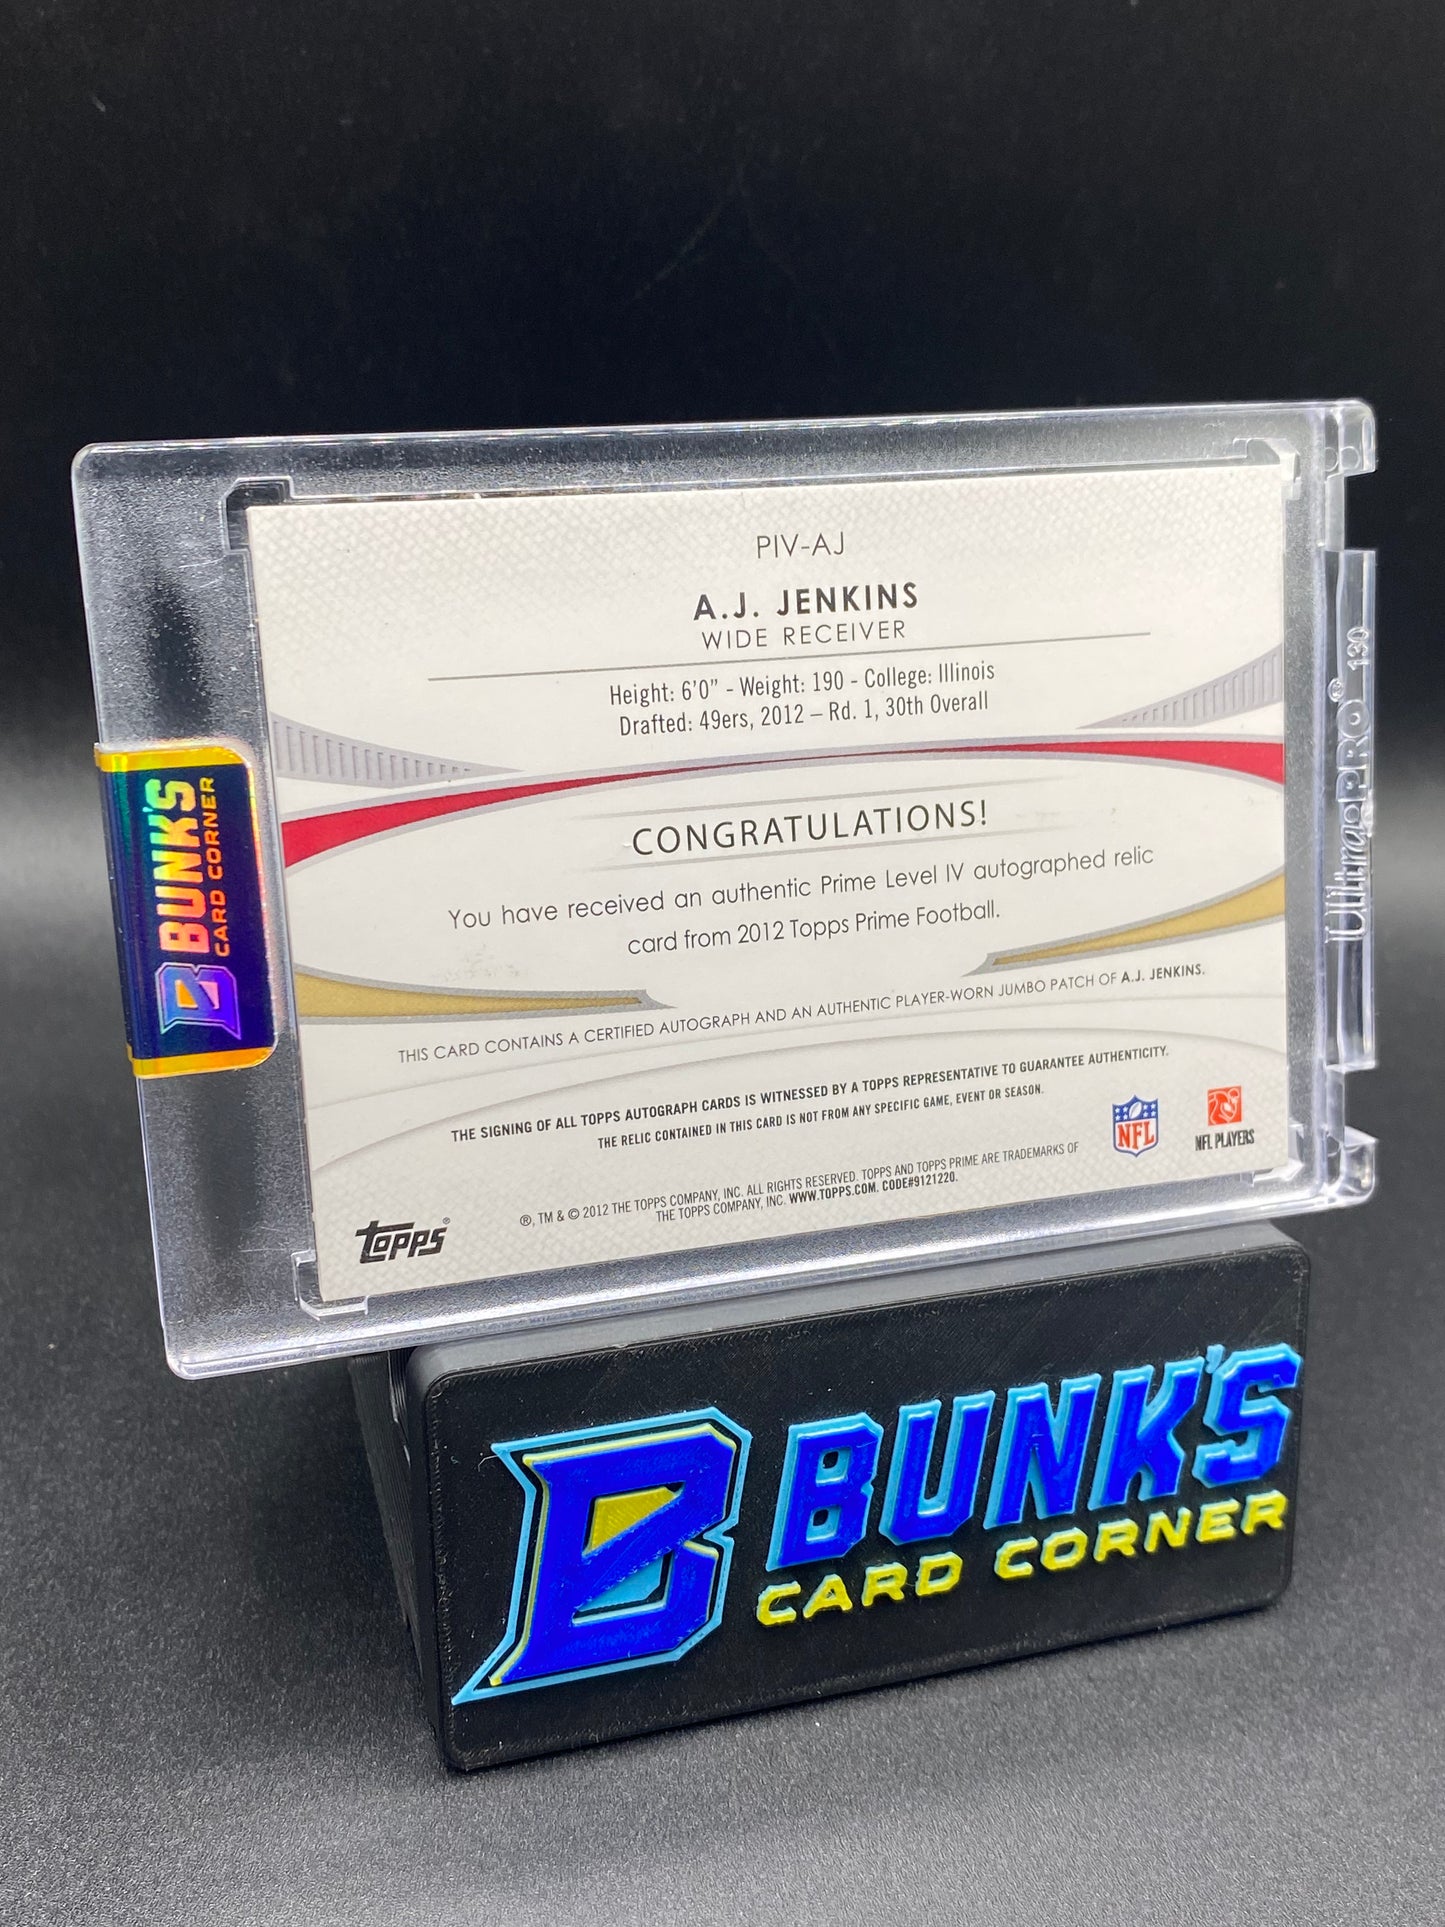 PIV-AJ
A.J. JENKINS
WIDE RECEIVER
Height: 6'0" - Weight: 190 - College: Illinois
Drafted: 49ers, 2012 – Rd. 1, 30th Overall
CONGRATULATIONS!
You have received an authentic Prime Level IV autographed relic
card from 2012 Topps Prime Football.
THIS CARD CONTAINS A CERTIFIED AUTOGRAPH AND AN AUTHENTIC PLAYER-WORN JUMBO PATCH OF A.J. JENKINS.
THE SIGNING OF ALL TOPPS AUTOGRAPH CARDS IS WITNESSED BY A TOPPS REPRESENTATIVE TO GUARANTEE AUTHENTICITY.
THE RELIC CONTAINED IN THIS CARD IS NOT FROM ANY SPECIFIC GAME, EVENT OR SEASON.
NFL
NFL PLAYERS
®, TM & © 2012 THE TOPPS COMPANY, INC. ALL RIGHTS RESERVED. TOPPS AND TOPPS PRIME ARE TRADEMARKS OF
THE TOPPS COMPANY, INC. WWW.TOPPS.COM. CODE#9121220.
Topps®
BUNK'S
CARD CORNER
Ultra PRO® 130
B
BUNK'S
CARD CORNER